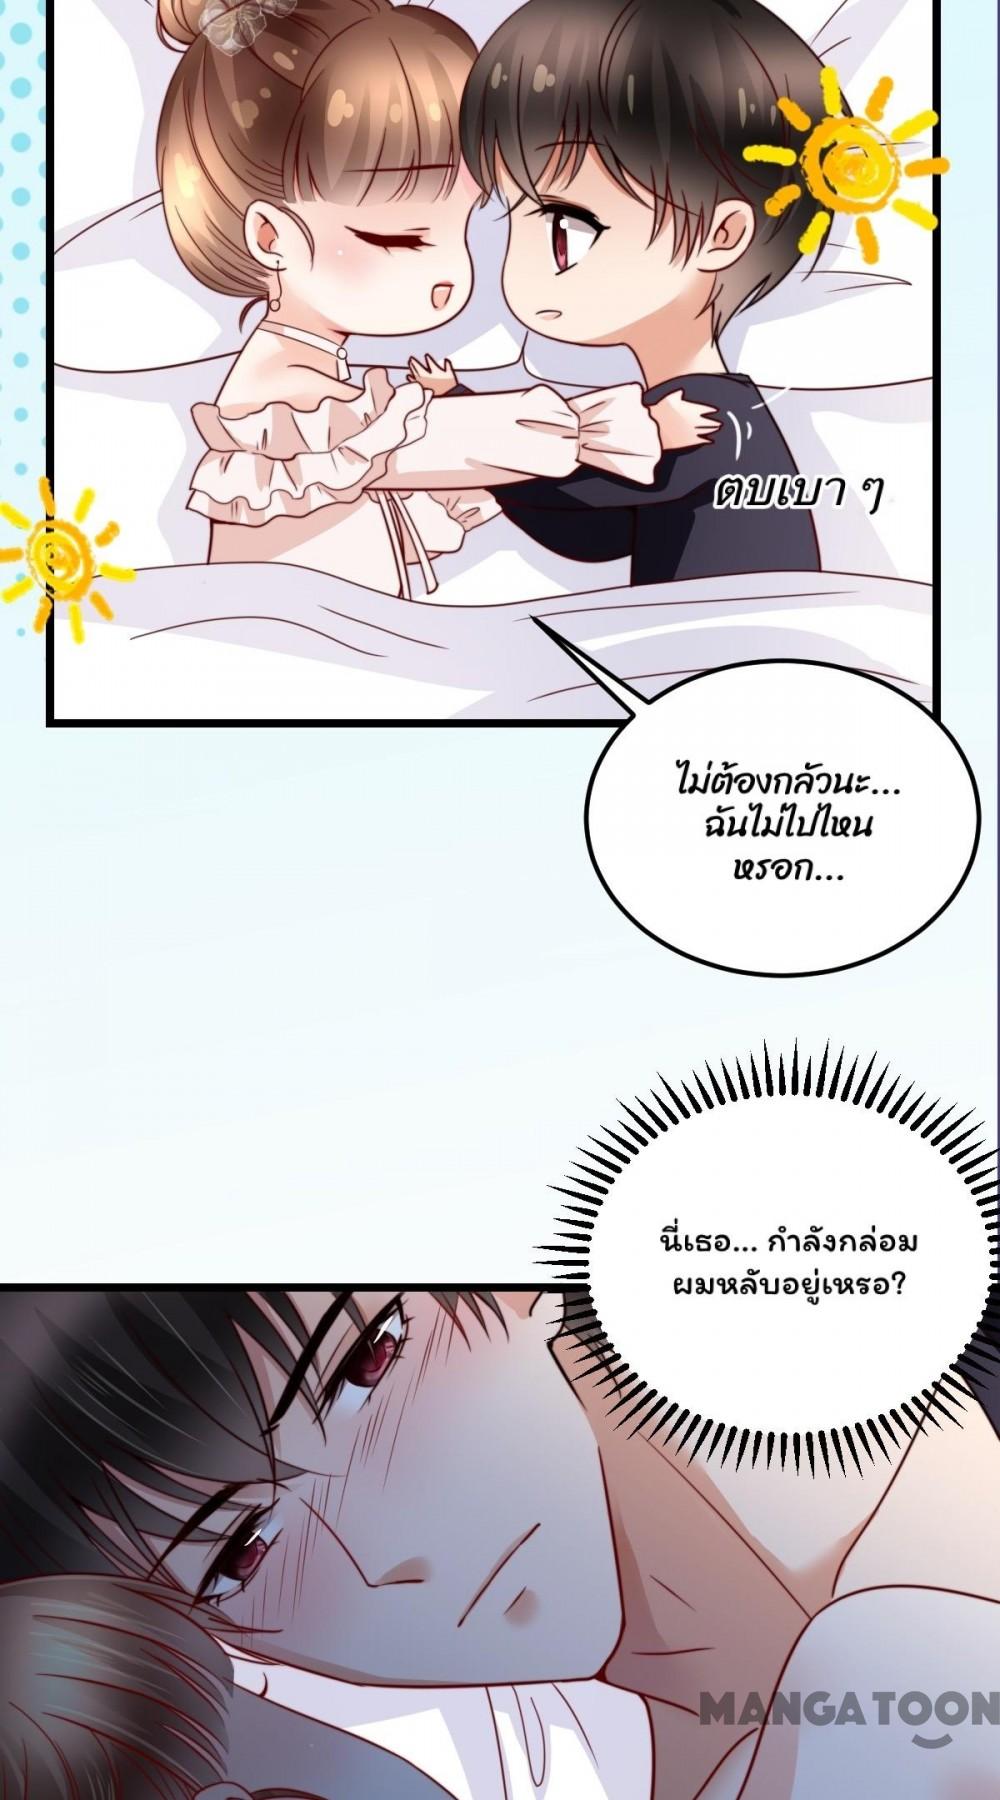 ตบเบา ๆ
ไม่ต้องกลัวนะ...
ฉันไม่ไปไหน
หรอก...
นี่เธอ... กำลังกล่อม
ผมหลับอยู่เหรอ?
MANGATOON